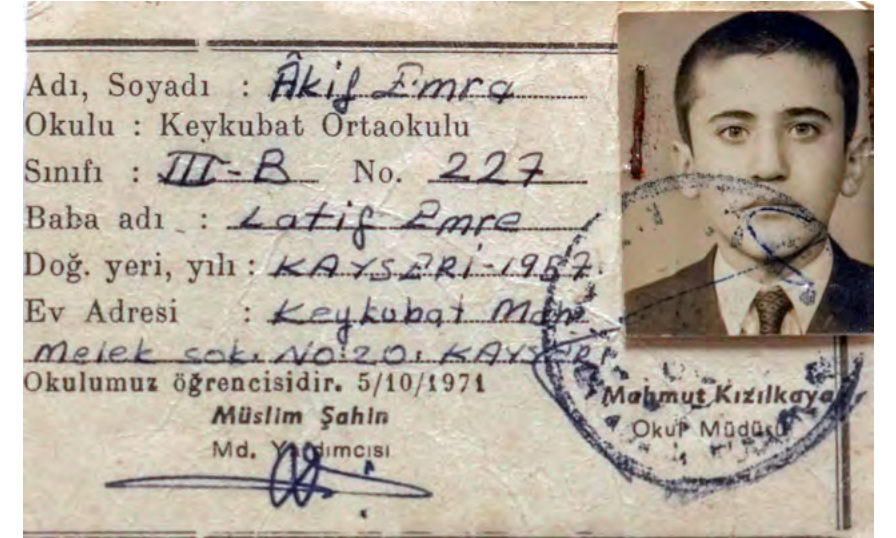 Adı, Soyadı : Âkif Emre
Okulu : Keykubat Ortaokulu
Sınıfı : III-B No. 227
Baba adı : Latif Emre
Doğ. yeri, yılı : KAYSERİ-1957.
Ev Adresi : Keykubat Mah.
Melek sok. NO:20. KAYSERİ
Okulumuz öğrencisidir. 5/10/1971
Müslim Şahin
Md. Yardımcısı
Mahmut Kızılkaya
Okul Müdürü